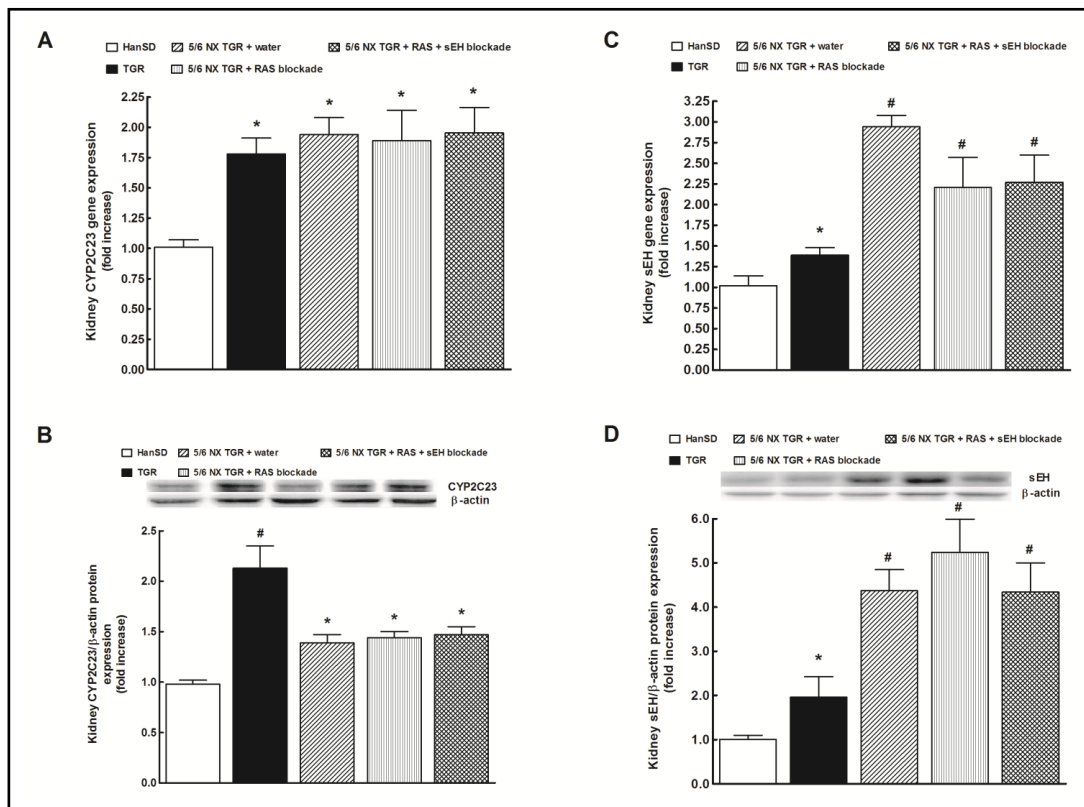 A
HanSD 5/6 NX TGR + water 5/6 NX TGR + RAS + sEH blockade
TGR 5/6 NX TGR + RAS blockade
Kidney CYP2C23 gene expression
(fold increase)
2.25
2.00
1.75
1.50
1.25
1.00
0.75
0.50
0.25
0.00
* * * *
B
HanSD 5/6 NX TGR + water 5/6 NX TGR + RAS + sEH blockade
TGR 5/6 NX TGR + RAS blockade
CYP2C23
β-actin
Kidney CYP2C23/β-actin protein
expression
(fold increase)
2.5
2.0
1.5
1.0
0.5
0.0
# * * *
C
HanSD 5/6 NX TGR + water 5/6 NX TGR + RAS + sEH blockade
TGR 5/6 NX TGR + RAS blockade
Kidney sEH gene expression
(fold increase)
3.25
3.00
2.75
2.50
2.25
2.00
1.75
1.50
1.25
1.00
0.75
0.50
0.25
0.00
* # # #
D
HanSD 5/6 NX TGR + water 5/6 NX TGR + RAS + sEH blockade
TGR 5/6 NX TGR + RAS blockade
sEH
β-actin
Kidney sEH/β-actin protein expression
(fold increase)
6.0
5.0
4.0
3.0
2.0
1.0
0.0
* # # #